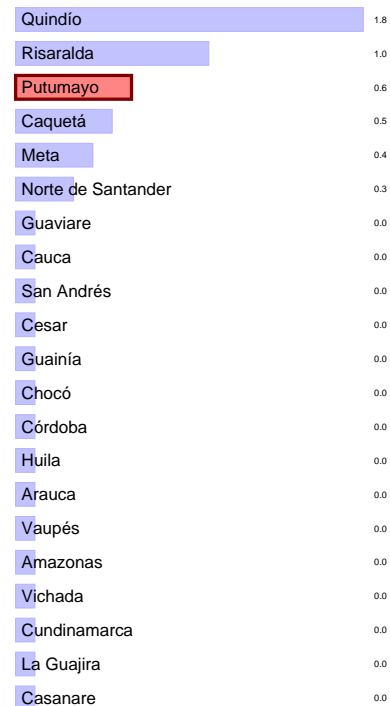 Quindío 1.8
Risaralda 1.0
Putumayo 0.6
Caquetá 0.5
Meta 0.4
Norte de Santander 0.3
Guaviare 0.0
Cauca 0.0
San Andrés 0.0
Cesar 0.0
Guainía 0.0
Chocó 0.0
Córdoba 0.0
Huila 0.0
Arauca 0.0
Vaupés 0.0
Amazonas 0.0
Vichada 0.0
Cundinamarca 0.0
La Guajira 0.0
Casanare 0.0